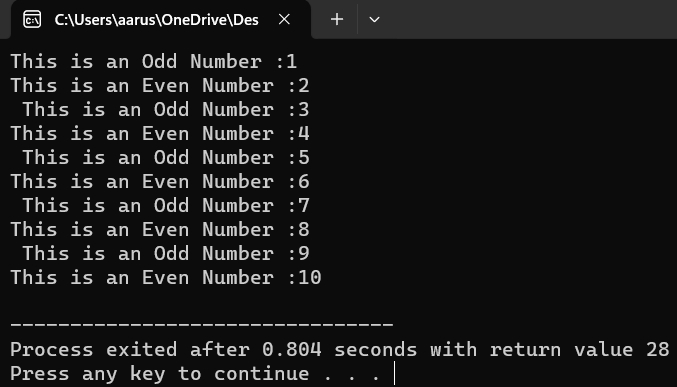 C:\Users\aarus\OneDrive\Des
This is an Odd Number :1
This is an Even Number :2
 This is an Odd Number :3
This is an Even Number :4
 This is an Odd Number :5
This is an Even Number :6
 This is an Odd Number :7
This is an Even Number :8
 This is an Odd Number :9
This is an Even Number :10
--------------------------------
Process exited after 0.804 seconds with return value 28
Press any key to continue . . .